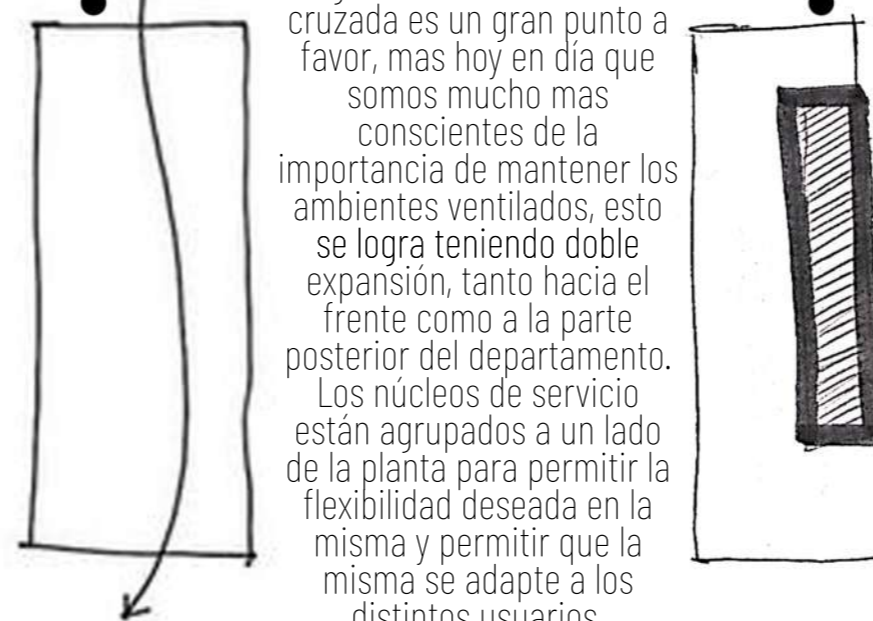 cruzada es un gran punto a
favor, mas hoy en día que
somos mucho mas
conscientes de la
importancia de mantener los
ambientes ventilados, esto
se logra teniendo doble
expansión, tanto hacia el
frente como a la parte
posterior del departamento.
Los núcleos de servicio
están agrupados a un lado
de la planta para permitir la
flexibilidad deseada en la
misma y permitir que la
misma se adapte a los
distintos usuarios